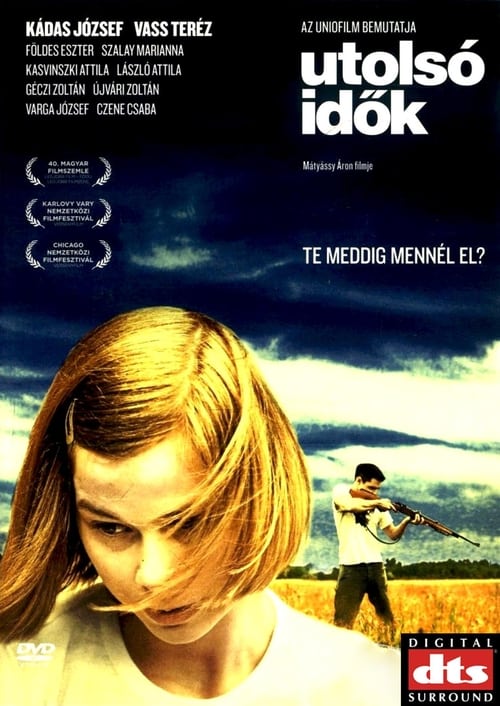 KÁDAS JÓZSEF VASS TERÉZ
FÖLDES ESZTER SZALAY MARIANNA
KASVINSZKI ATTILA LÁSZLÓ ATTILA
GÉCZI ZOLTÁN ÚJVÁRI ZOLTÁN
VARGA JÓZSEF CZENE CSABA
AZ UNIOFILM BEMUTATJA
utolsó
idők
Mátyássy Áron filmje
40. MAGYAR
FILMSZEMLE
KARLOVY VARY
NEMZETKÖZI
FILMFESZTIVÁL
VERSENYFILM
CHICAGO
NEMZETKÖZI
FILMFESZTIVÁL
VERSENYFILM
TE MEDDIG MENNÉL EL?
DVD
DIGITAL
dts
SURROUND